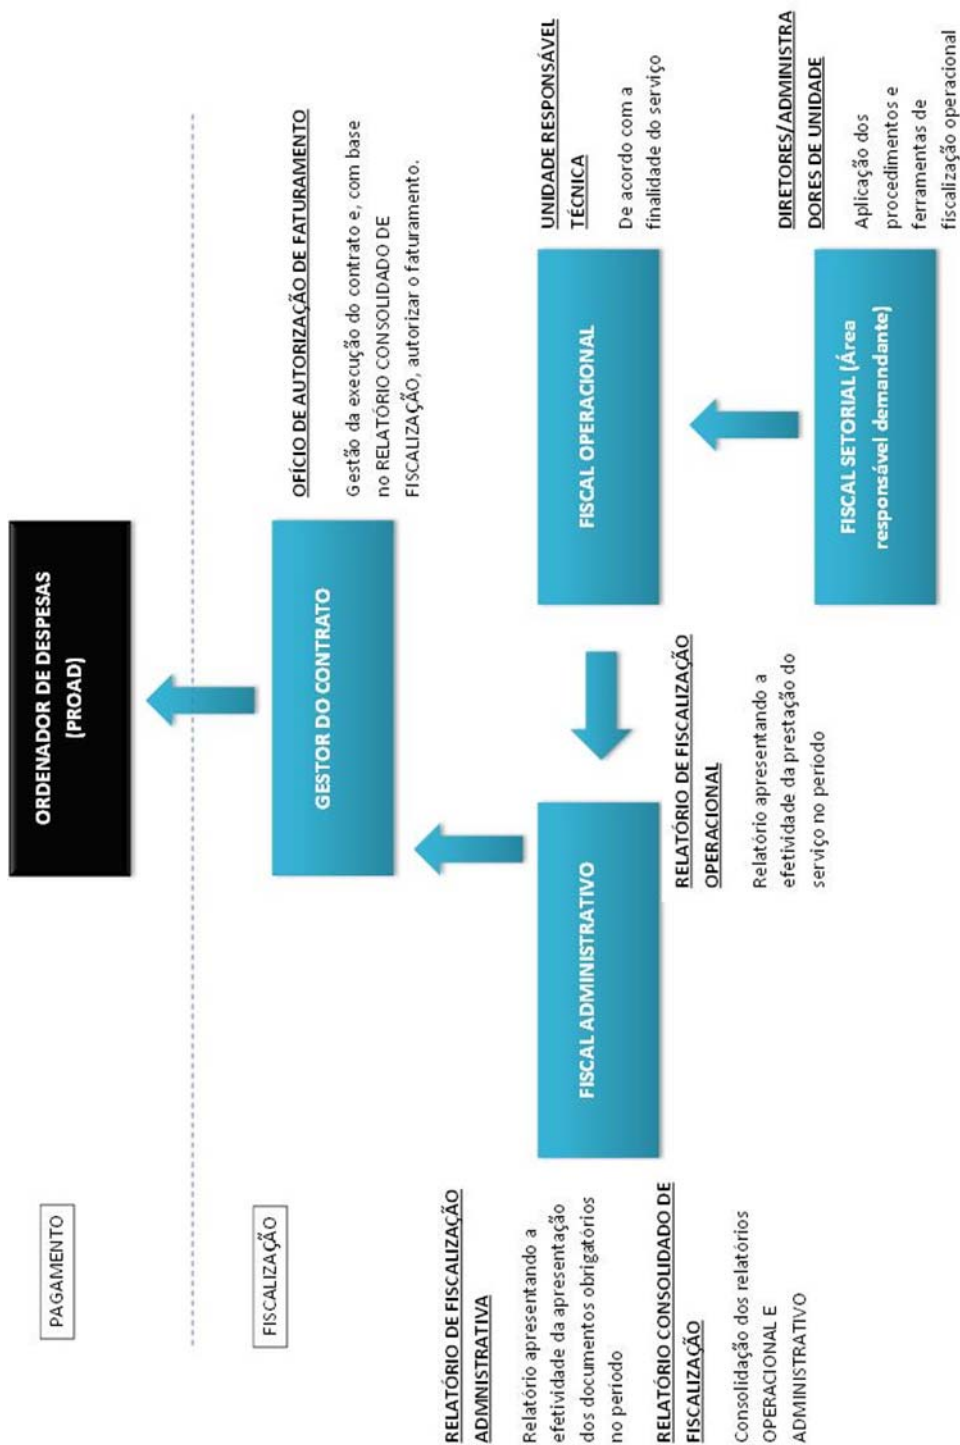 PAGAMENTO
ORDENADOR DE DESPESAS
(PROAD)
FISCALIZAÇÃO
GESTOR DO CONTRATO
OFÍCIO DE AUTORIZAÇÃO DE FATURAMENTO
Gestão da execução do contrato e, com base
no RELATÓRIO CONSOLIDADO DE
FISCALIZAÇÃO, autorizar o faturamento.
RELATÓRIO DE FISCALIZAÇÃO
ADMNISTRATIVA
Relatório apresentando a
efetividade da apresentação
dos documentos obrigatórios
no período
RELATÓRIO CONSOLIDADO DE
FISCALIZAÇÃO
Consolidação dos relatórios
OPERACIONAL E
ADMINISTRATIVO
FISCAL ADMINISTRATIVO
RELATÓRIO DE FISCALIZAÇÃO
OPERACIONAL
Relatório apresentando a
efetividade da prestação do
serviço no período
FISCAL OPERACIONAL
UNIDADE RESPONSÁVEL
TÉCNICA
De acordo com a
finalidade do serviço
FISCAL SETORIAL (Área
responsável demandante)
DIRETORES/ADMINISTRA
DORES DE UNIDADE
Aplicação dos
procedimentos e
ferramentas de
fiscalização operacional